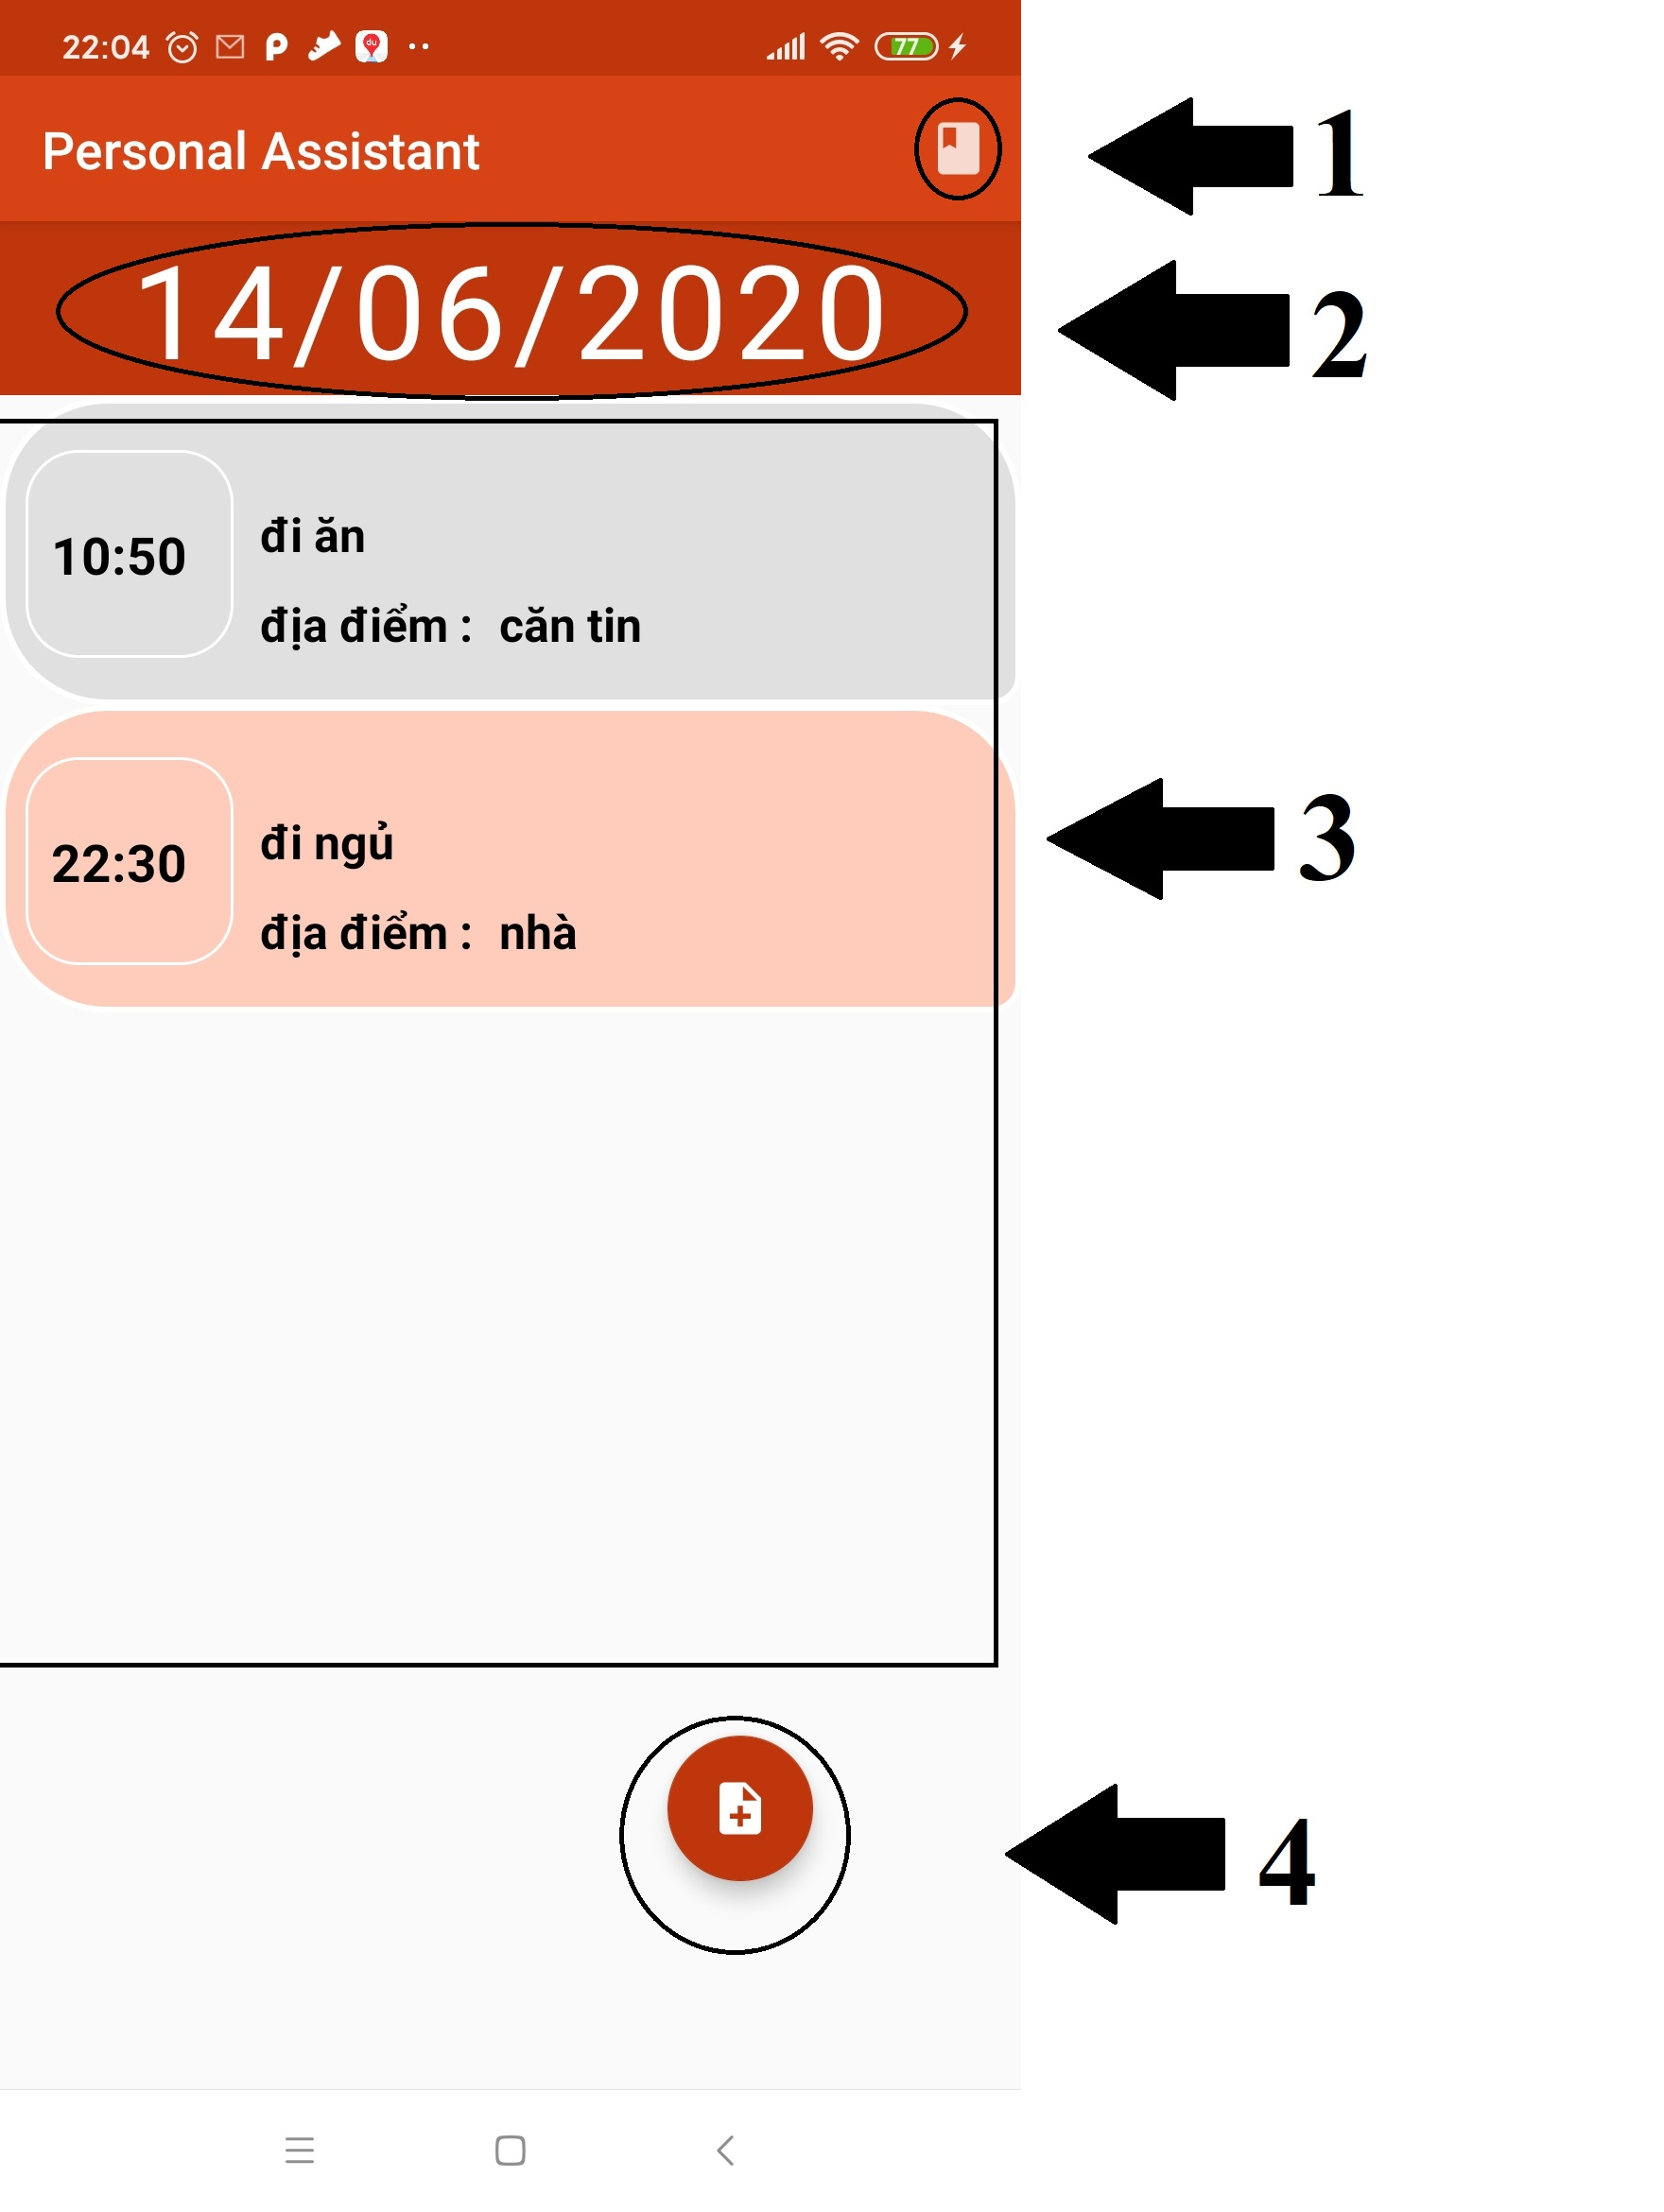 22:04
77
Personal Assistant
1
14/06/2020
2
đi ăn
10:50
địa điểm : căn tin
đi ngủ
22:30
địa điểm : nhà
3
4